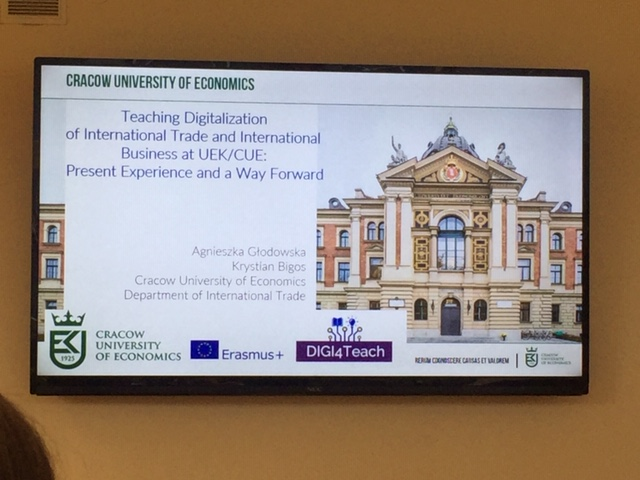 CRACOW UNIVERSITY OF ECONOMICS
Teaching Digitalization
of International Trade and International
Business at UEK/CUE:
Present Experience and a Way Forward
Agnieszka Głodowska
Krystian Bigos
Cracow University of Economics
Department of International Trade
1925
CRACOW
UNIVERSITY
OF ECONOMICS
Erasmus+
DIGI4Teach
RERUM COGNOSCERE CAUSAS ET VALOREM
CRACOW
UNIVERSITY
OF ECONOMICS